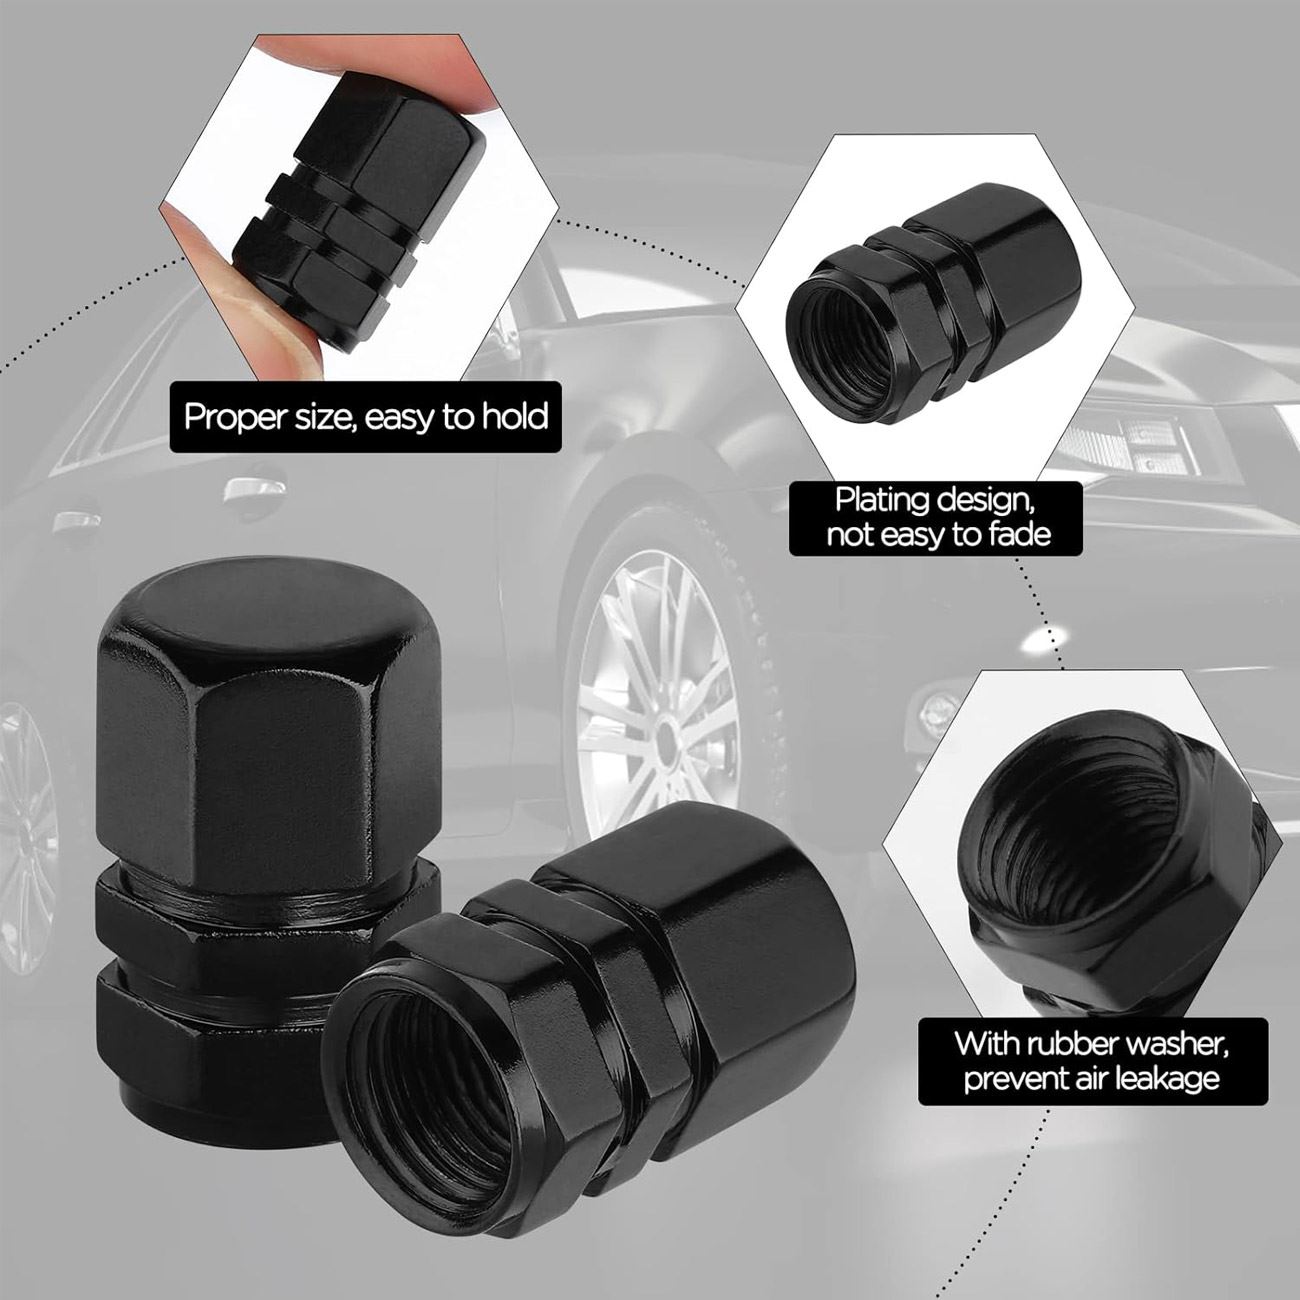 Proper size, easy to hold
Plating design,
not easy to fade
With rubber washer,
prevent air leakage